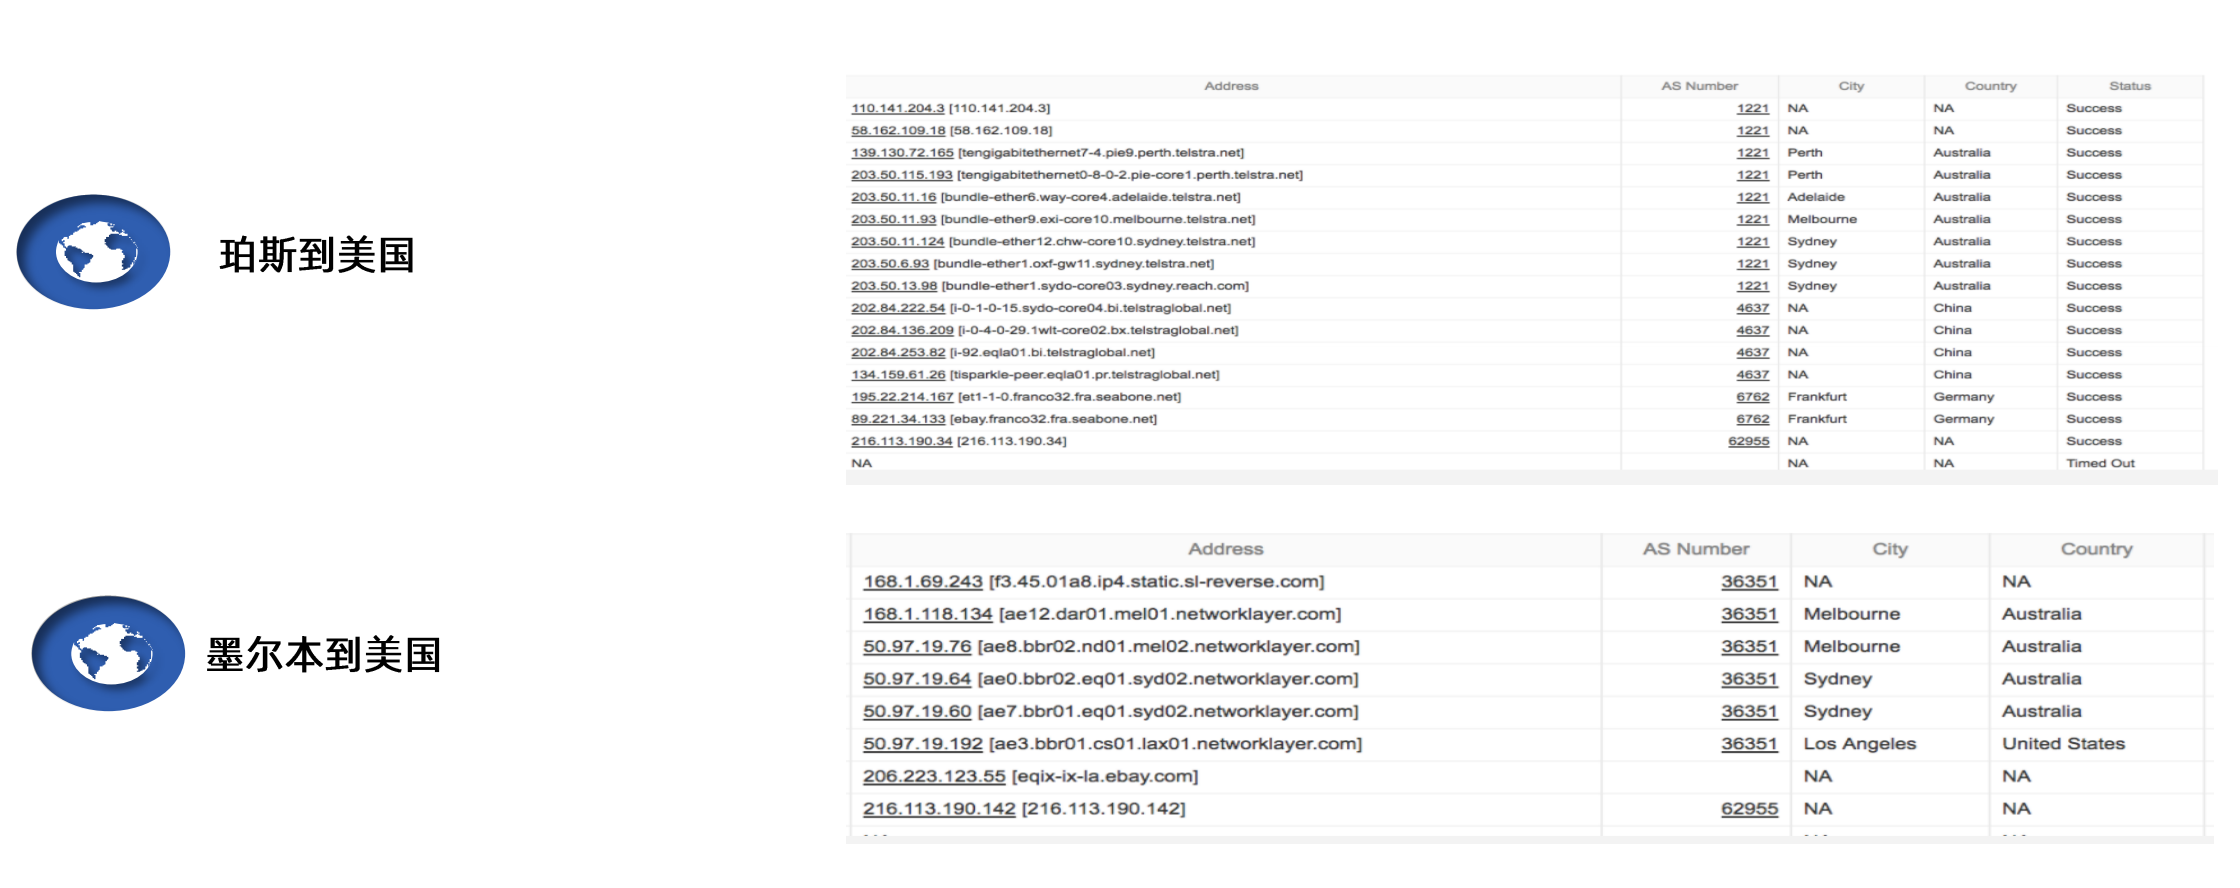 珀斯到美国
Address AS Number City Country Status
110.141.204.3 [110.141.204.3] 1221 NA NA Success
58.162.109.18 [58.162.109.18] 1221 NA NA Success
139.130.72.165 [tengigabitethernet7-4.pie9.perth.telstra.net] 1221 Perth Australia Success
203.50.115.193 [tengigabitethernet0-8-0-2.pie-core1.perth.telstra.net] 1221 Perth Australia Success
203.50.11.16 [bundle-ether6.way-core4.adelaide.telstra.net] 1221 Adelaide Australia Success
203.50.11.93 [bundle-ether9.exi-core10.melbourne.telstra.net] 1221 Melbourne Australia Success
203.50.11.124 [bundle-ether12.chw-core10.sydney.telstra.net] 1221 Sydney Australia Success
203.50.6.93 [bundle-ether1.oxf-gw11.sydney.telstra.net] 1221 Sydney Australia Success
203.50.13.98 [bundle-ether1.sydo-core03.sydney.reach.com] 1221 Sydney Australia Success
202.84.222.54 [i-0-1-0-15.sydo-core04.bi.telstraglobal.net] 4637 NA China Success
202.84.136.209 [i-0-4-0-29.1wlt-core02.bx.telstraglobal.net] 4637 NA China Success
202.84.253.82 [i-92.eqla01.bi.telstraglobal.net] 4637 NA China Success
134.159.61.26 [tisparkle-peer.eqla01.pr.telstraglobal.net] 4637 NA China Success
195.22.214.167 [et1-1-0.franco32.fra.seabone.net] 6762 Frankfurt Germany Success
89.221.34.133 [ebay.franco32.fra.seabone.net] 6762 Frankfurt Germany Success
216.113.190.34 [216.113.190.34] 62955 NA NA Success
NA NA NA Timed Out
墨尔本到美国
Address AS Number City Country
168.1.69.243 [f3.45.01a8.ip4.static.sl-reverse.com] 36351 NA NA
168.1.118.134 [ae12.dar01.mel01.networklayer.com] 36351 Melbourne Australia
50.97.19.76 [ae8.bbr02.nd01.mel02.networklayer.com] 36351 Melbourne Australia
50.97.19.64 [ae0.bbr02.eq01.syd02.networklayer.com] 36351 Sydney Australia
50.97.19.60 [ae7.bbr01.eq01.syd02.networklayer.com] 36351 Sydney Australia
50.97.19.192 [ae3.bbr01.cs01.lax01.networklayer.com] 36351 Los Angeles United States
206.223.123.55 [eqix-ix-la.ebay.com] NA NA
216.113.190.142 [216.113.190.142] 62955 NA NA